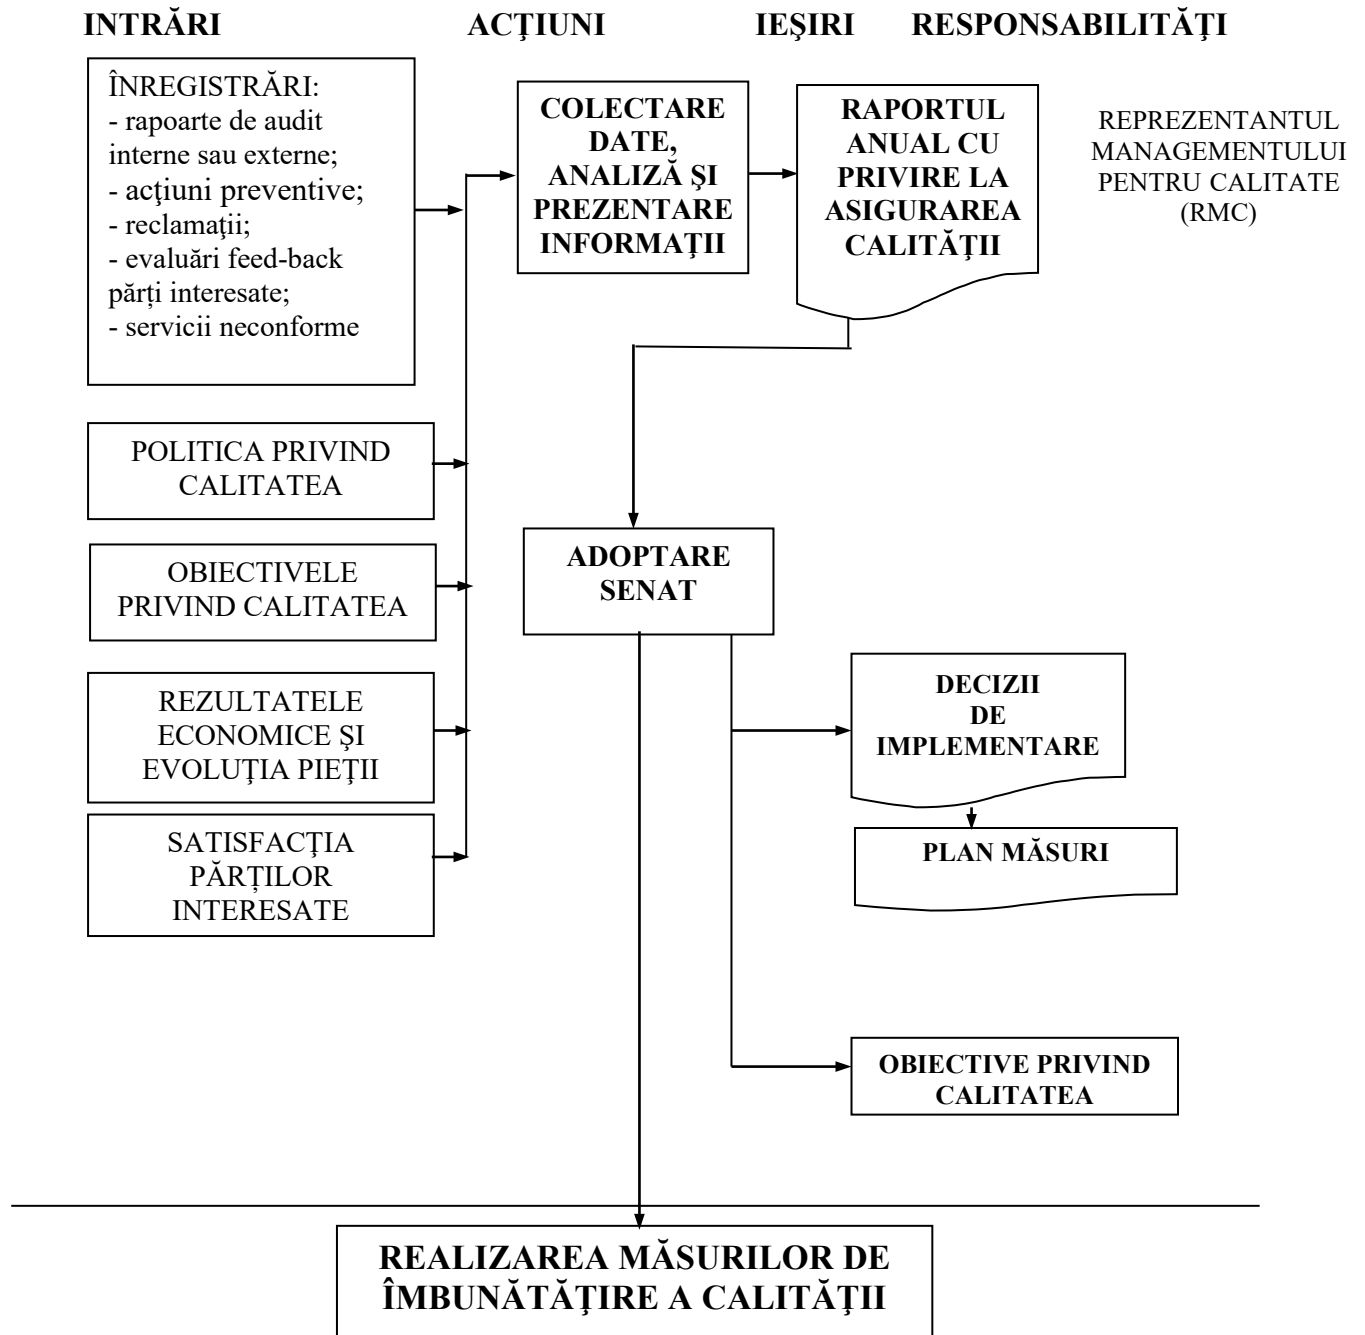 INTRĂRI ACŢIUNI IEŞIRI RESPONSABILITĂŢI
ÎNREGISTRĂRI:
- rapoarte de audit
interne sau externe;
- acţiuni preventive;
- reclamaţii;
- evaluări feed-back
părți interesate;
- servicii neconforme
COLECTARE
DATE,
ANALIZĂ ŞI
PREZENTARE
INFORMAŢII
RAPORTUL
ANUAL CU
PRIVIRE LA
ASIGURAREA
CALITĂŢII
REPREZENTANTUL
MANAGEMENTULUI
PENTRU CALITATE
(RMC)
POLITICA PRIVIND
CALITATEA
OBIECTIVELE
PRIVIND CALITATEA
REZULTATELE
ECONOMICE ŞI
EVOLUŢIA PIEŢII
SATISFACŢIA
PĂRȚILOR
INTERESATE
ADOPTARE
SENAT
DECIZII
DE
IMPLEMENTARE
PLAN MĂSURI
OBIECTIVE PRIVIND
CALITATEA
REALIZAREA MĂSURILOR DE
ÎMBUNĂTĂŢIRE A CALITĂŢII